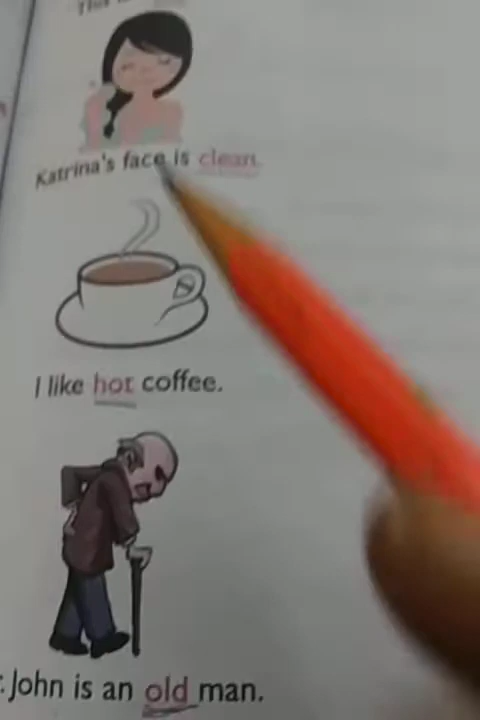 Katrina's face is clean.
I like hot coffee.
John is an old man.